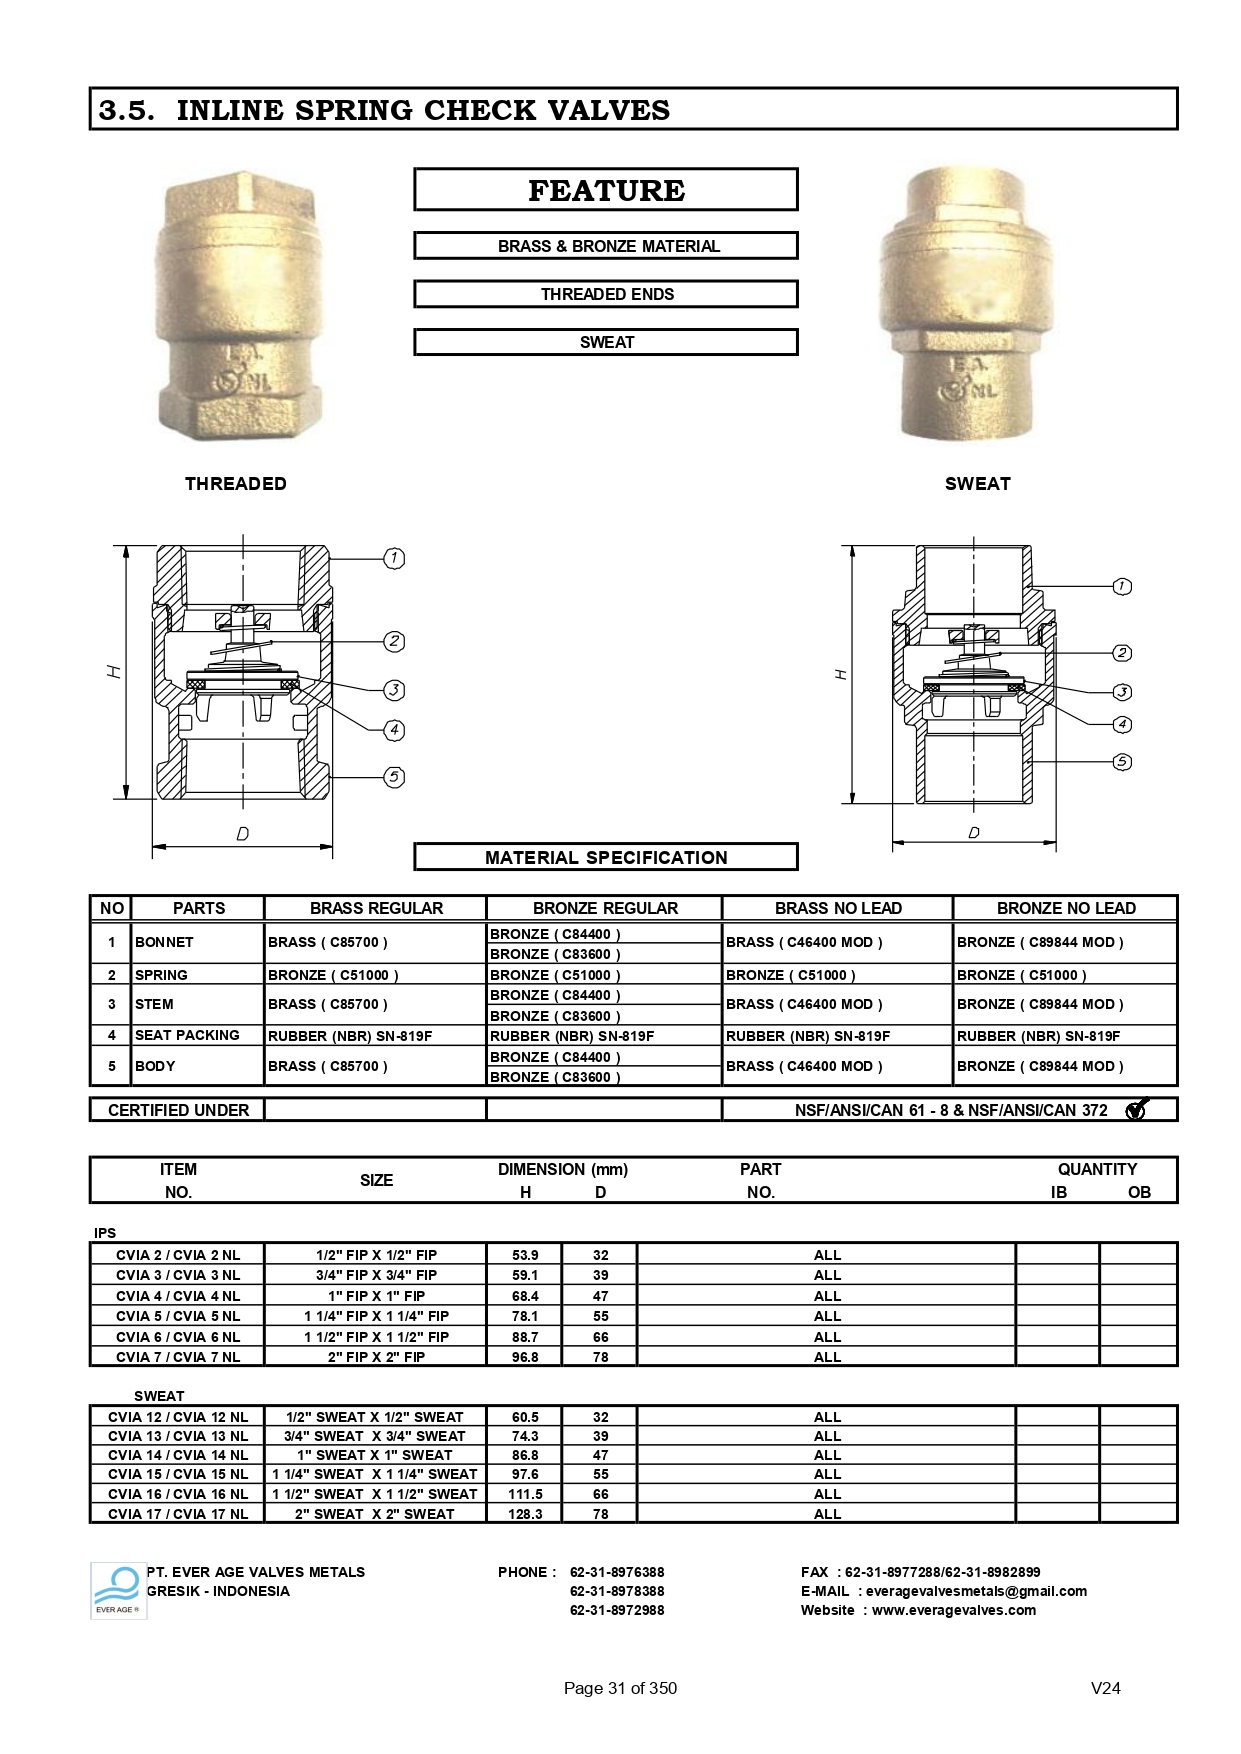 3.5. INLINE SPRING CHECK VALVES
FEATURE
BRASS & BRONZE MATERIAL
THREADED ENDS
SWEAT
E.A.
NL
E.A.
NL
THREADED
SWEAT
1
2
3
4
5
H
D
1
2
3
4
5
H
D
MATERIAL SPECIFICATION
NO PARTS BRASS REGULAR BRONZE REGULAR BRASS NO LEAD BRONZE NO LEAD
1 BONNET BRASS ( C85700 ) BRONZE ( C84400 ) BRASS ( C46400 MOD ) BRONZE ( C89844 MOD )
BRONZE ( C83600 )
2 SPRING BRONZE ( C51000 ) BRONZE ( C51000 ) BRONZE ( C51000 ) BRONZE ( C51000 )
3 STEM BRASS ( C85700 ) BRONZE ( C84400 ) BRASS ( C46400 MOD ) BRONZE ( C89844 MOD )
BRONZE ( C83600 )
4 SEAT PACKING RUBBER (NBR) SN-819F RUBBER (NBR) SN-819F RUBBER (NBR) SN-819F RUBBER (NBR) SN-819F
5 BODY BRASS ( C85700 ) BRONZE ( C84400 ) BRASS ( C46400 MOD ) BRONZE ( C89844 MOD )
BRONZE ( C83600 )
CERTIFIED UNDER NSF/ANSI/CAN 61 - 8 & NSF/ANSI/CAN 372
ITEM SIZE DIMENSION (mm) PART QUANTITY
NO. H D NO. IB OB
IPS
CVIA 2 / CVIA 2 NL 1/2" FIP X 1/2" FIP 53.9 32 ALL
CVIA 3 / CVIA 3 NL 3/4" FIP X 3/4" FIP 59.1 39 ALL
CVIA 4 / CVIA 4 NL 1" FIP X 1" FIP 68.4 47 ALL
CVIA 5 / CVIA 5 NL 1 1/4" FIP X 1 1/4" FIP 78.1 55 ALL
CVIA 6 / CVIA 6 NL 1 1/2" FIP X 1 1/2" FIP 88.7 66 ALL
CVIA 7 / CVIA 7 NL 2" FIP X 2" FIP 96.8 78 ALL
SWEAT
CVIA 12 / CVIA 12 NL 1/2" SWEAT X 1/2" SWEAT 60.5 32 ALL
CVIA 13 / CVIA 13 NL 3/4" SWEAT X 3/4" SWEAT 74.3 39 ALL
CVIA 14 / CVIA 14 NL 1" SWEAT X 1" SWEAT 86.8 47 ALL
CVIA 15 / CVIA 15 NL 1 1/4" SWEAT X 1 1/4" SWEAT 97.6 55 ALL
CVIA 16 / CVIA 16 NL 1 1/2" SWEAT X 1 1/2" SWEAT 111.5 66 ALL
CVIA 17 / CVIA 17 NL 2" SWEAT X 2" SWEAT 128.3 78 ALL
PT. EVER AGE VALVES METALS PHONE : 62-31-8976388 FAX : 62-31-8977288/62-31-8982899
GRESIK - INDONESIA 62-31-8978388 E-MAIL : everagevalvesmetals@gmail.com
EVER AGE ® 62-31-8972988 Website : www.everagevalves.com
Page 31 of 350 V24